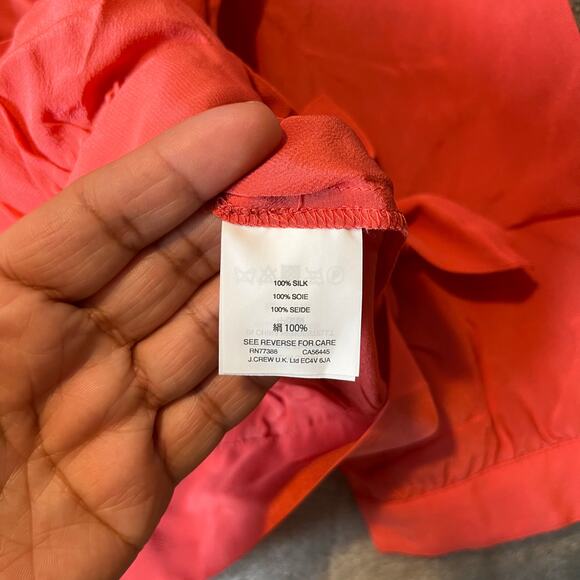 100% SILK
100% SOIE
100% SEIDE
絹 100%
SEE REVERSE FOR CARE
RN77388 CA56445
J.CREW U.K. Ltd EC4V 6JA